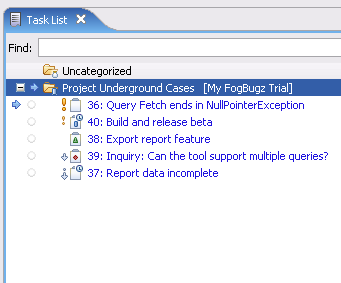 Task List
Find:
Uncategorized
Project Underground Cases [My FogBugz Trial]
36: Query Fetch ends in NullPointerException
40: Build and release beta
38: Export report feature
39: Inquiry: Can the tool support multiple queries?
37: Report data incomplete